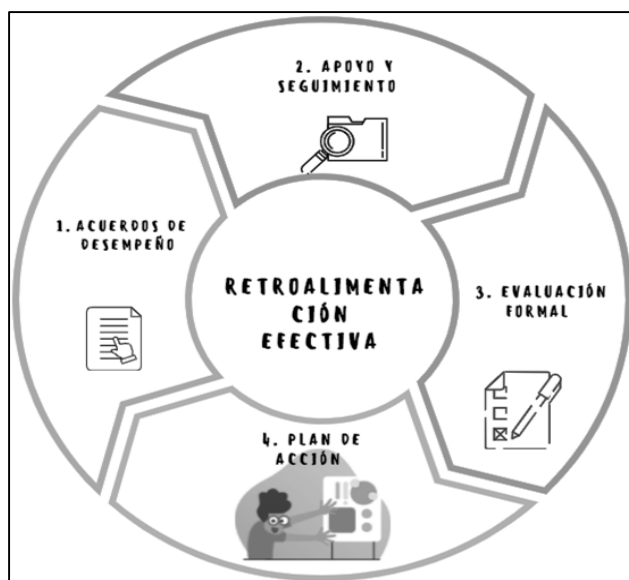 1. ACUERDOS DE
DESEMPEÑO
2. APOYO Y
SEGUIMIENTO
3. EVALUACIÓN
FORMAL
4. PLAN DE
ACCIÓN
RETROALIMENTA
CIÓN
EFECTIVA